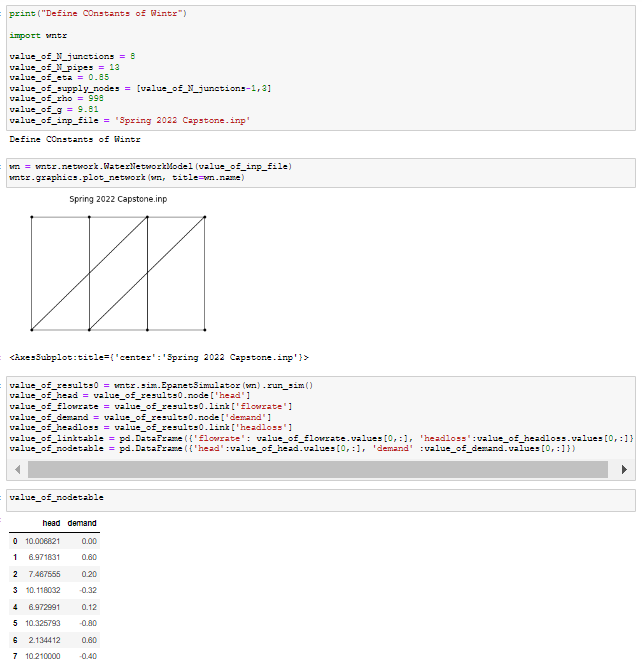 print("Define COnstants of Wintr")
import wntr
value_of_N_junctions = 8
value_of_N_pipes = 13
value_of_eta = 0.85
value_of_supply_nodes = [value_of_N_junctions-1,3]
value_of_rho = 998
value_of_g = 9.81
value_of_inp_file = 'Spring 2022 Capstone.inp'
Define COnstants of Wintr
wn = wntr.network.WaterNetworkModel(value_of_inp_file)
wntr.graphics.plot_network(wn, title=wn.name)
Spring 2022 Capstone.inp
<AxesSubplot:title={'center':'Spring 2022 Capstone.inp'}>
value_of_results0 = wntr.sim.EpanetSimulator(wn).run_sim()
value_of_head = value_of_results0.node['head']
value_of_flowrate = value_of_results0.link['flowrate']
value_of_demand = value_of_results0.node['demand']
value_of_headloss = value_of_results0.link['headloss']
value_of_linktable = pd.DataFrame({'flowrate': value_of_flowrate.values[0,:], 'headloss':value_of_headloss.values[0,:]}
value_of_nodetable = pd.DataFrame({'head':value_of_head.values[0,:], 'demand' :value_of_demand.values[0,:]})
value_of_nodetable
head demand
0 10.006821 0.00
1 6.971831 0.60
2 7.467555 0.20
3 10.118032 -0.32
4 6.972991 0.12
5 10.325793 -0.80
6 2.134412 0.60
7 10.210000 -0.40